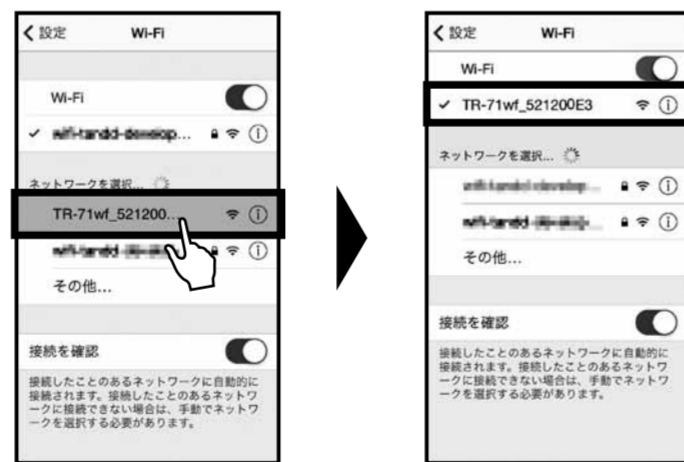 設定 Wi-Fi
Wi-Fi
ネットワークを選択...
TR-71wf_521200...
その他...
接続を確認
接続したことのあるネットワークに自動的に
接続されます。接続したことのあるネットワ
ークに接続できない場合は、手動でネットワ
ークを選択する必要があります。
設定 Wi-Fi
Wi-Fi
TR-71wf_521200E3
ネットワークを選択...
その他...
接続を確認
接続したことのあるネットワークに自動的に
接続されます。接続したことのあるネットワ
ークに接続できない場合は、手動でネットワ
ークを選択する必要があります。